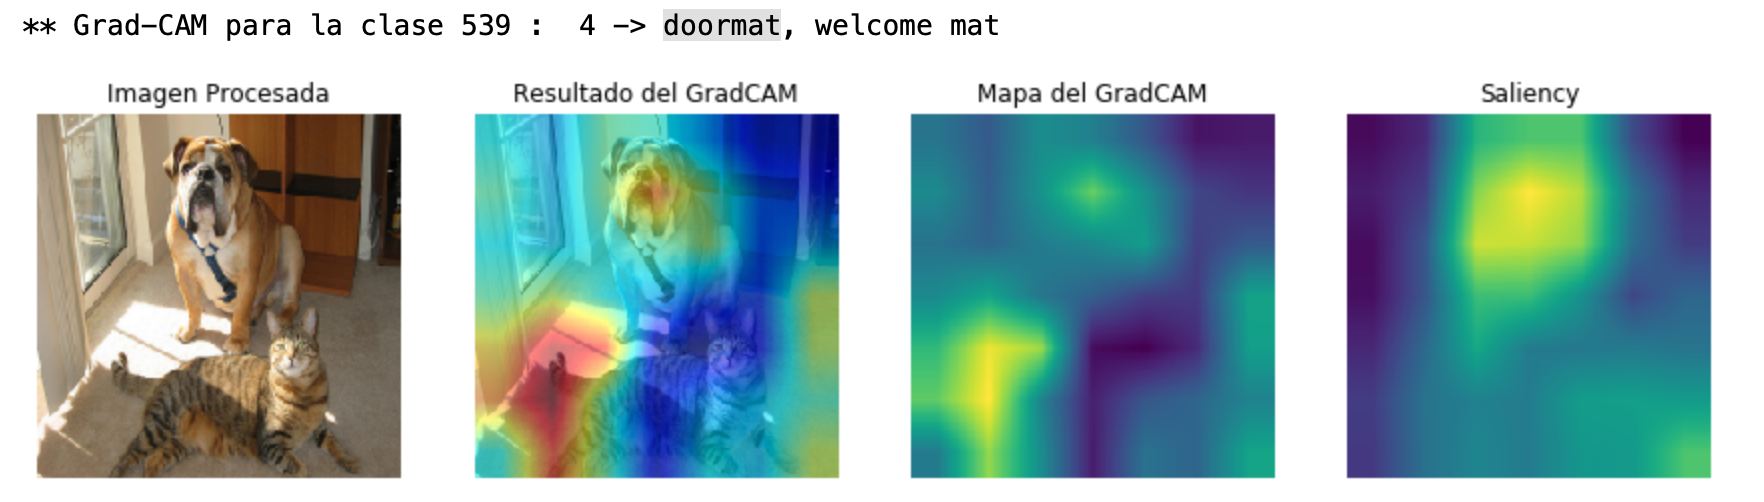 ** Grad-CAM para la clase 539 :  4 -> doormat, welcome mat
Imagen Procesada
Resultado del GradCAM
Mapa del GradCAM
Saliency